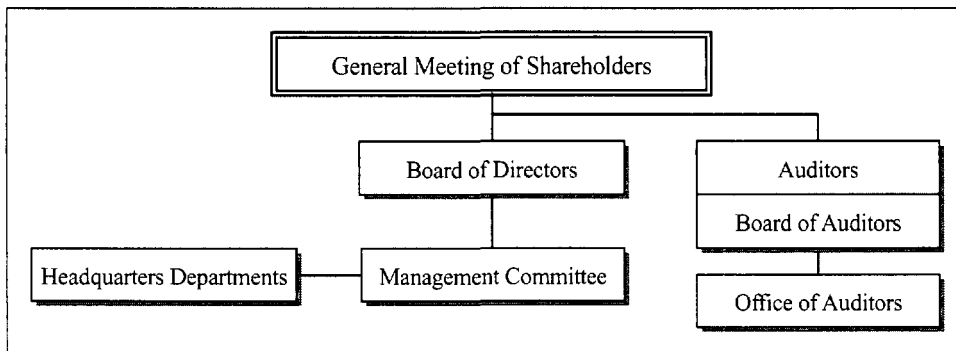 General Meeting of Shareholders
Board of Directors
Auditors
Board of Auditors
Headquarters Departments
Management Committee
Office of Auditors